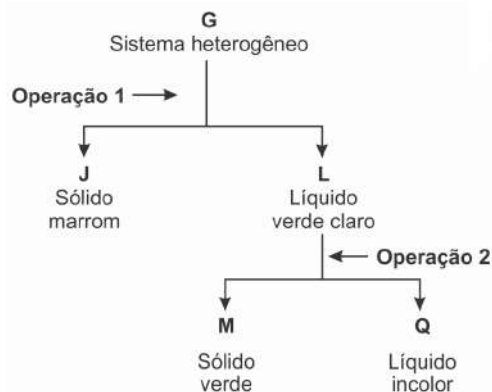 G
Sistema heterogêneo
Operação 1
J
Sólido
marrom
L
Líquido
verde claro
Operação 2
M
Sólido
verde
Q
Líquido
incolor